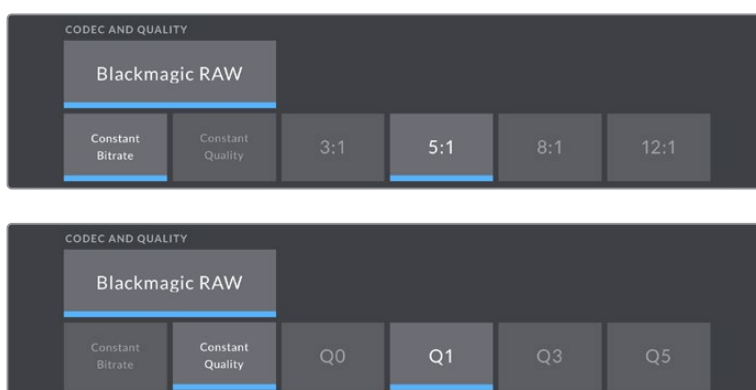 CODEC AND QUALITY
Blackmagic RAW
Constant Bitrate Constant Quality 3:1 5:1 8:1 12:1
CODEC AND QUALITY
Blackmagic RAW
Constant Bitrate Constant Quality Q0 Q1 Q3 Q5